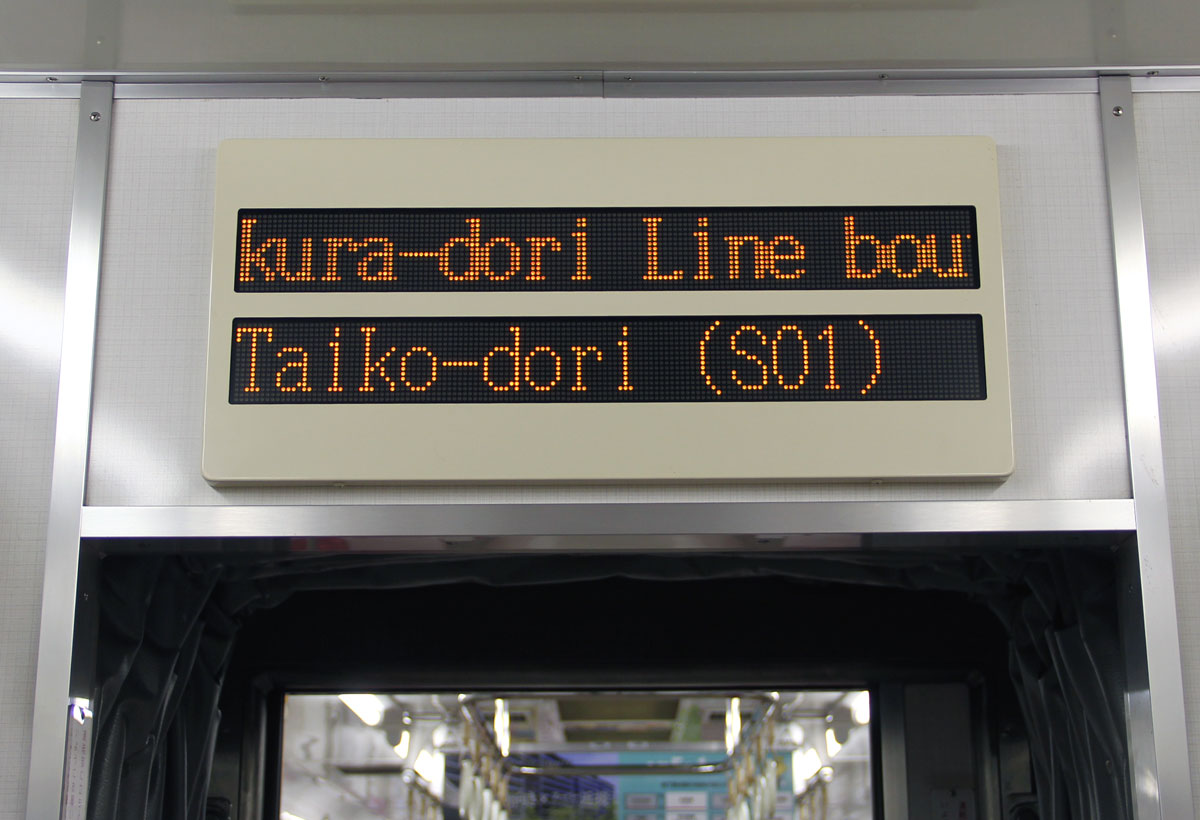 kura-dori Line bou
Taiko-dori (S01)